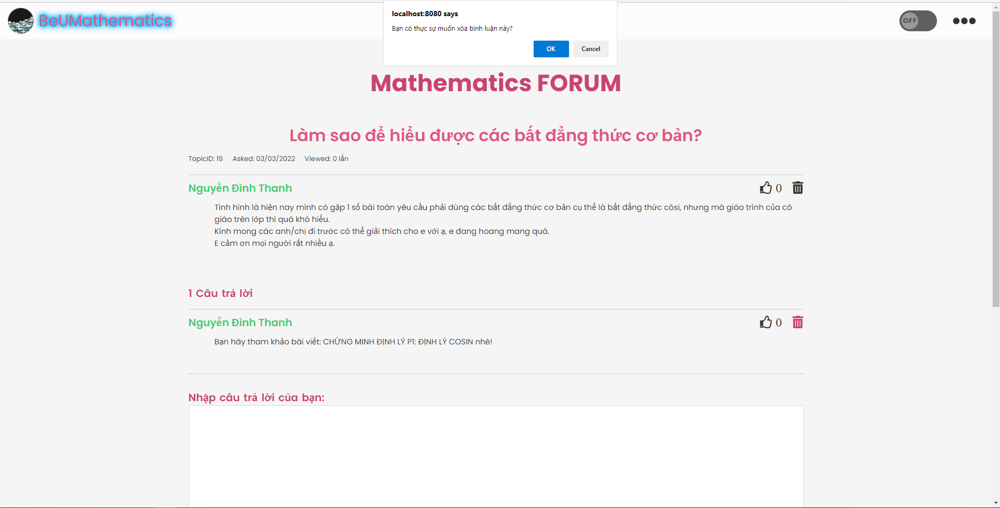 localhost:8080 says
Bạn có thực sự muốn xóa bình luận này?
OK Cancel
BeUMathematics
OFF
Mathematics FORUM
Làm sao để hiểu được các bất đẳng thức cơ bản?
TopicID: 19 Asked: 03/03/2022 Viewed: 0 lần
Nguyễn Đình Thanh 0
Tình hình là hiện nay mình có gặp 1 số bài toán yêu cầu phải dùng các bất đẳng thức cơ bản cụ thể là bất đẳng thức côsi, nhưng mà giáo trình của cô
giáo trên lớp thì quá khó hiểu.
Kính mong các anh/chị đi trước có thể giải thích cho e với ạ, e đang hoang mang quá.
E cảm ơn mọi người rất nhiều ạ.
1 Câu trả lời
Nguyễn Đình Thanh 0
Bạn hãy tham khảo bài viết: CHỨNG MINH ĐỊNH LÝ P1: ĐỊNH LÝ COSIN nhé!
Nhập câu trả lời của bạn: